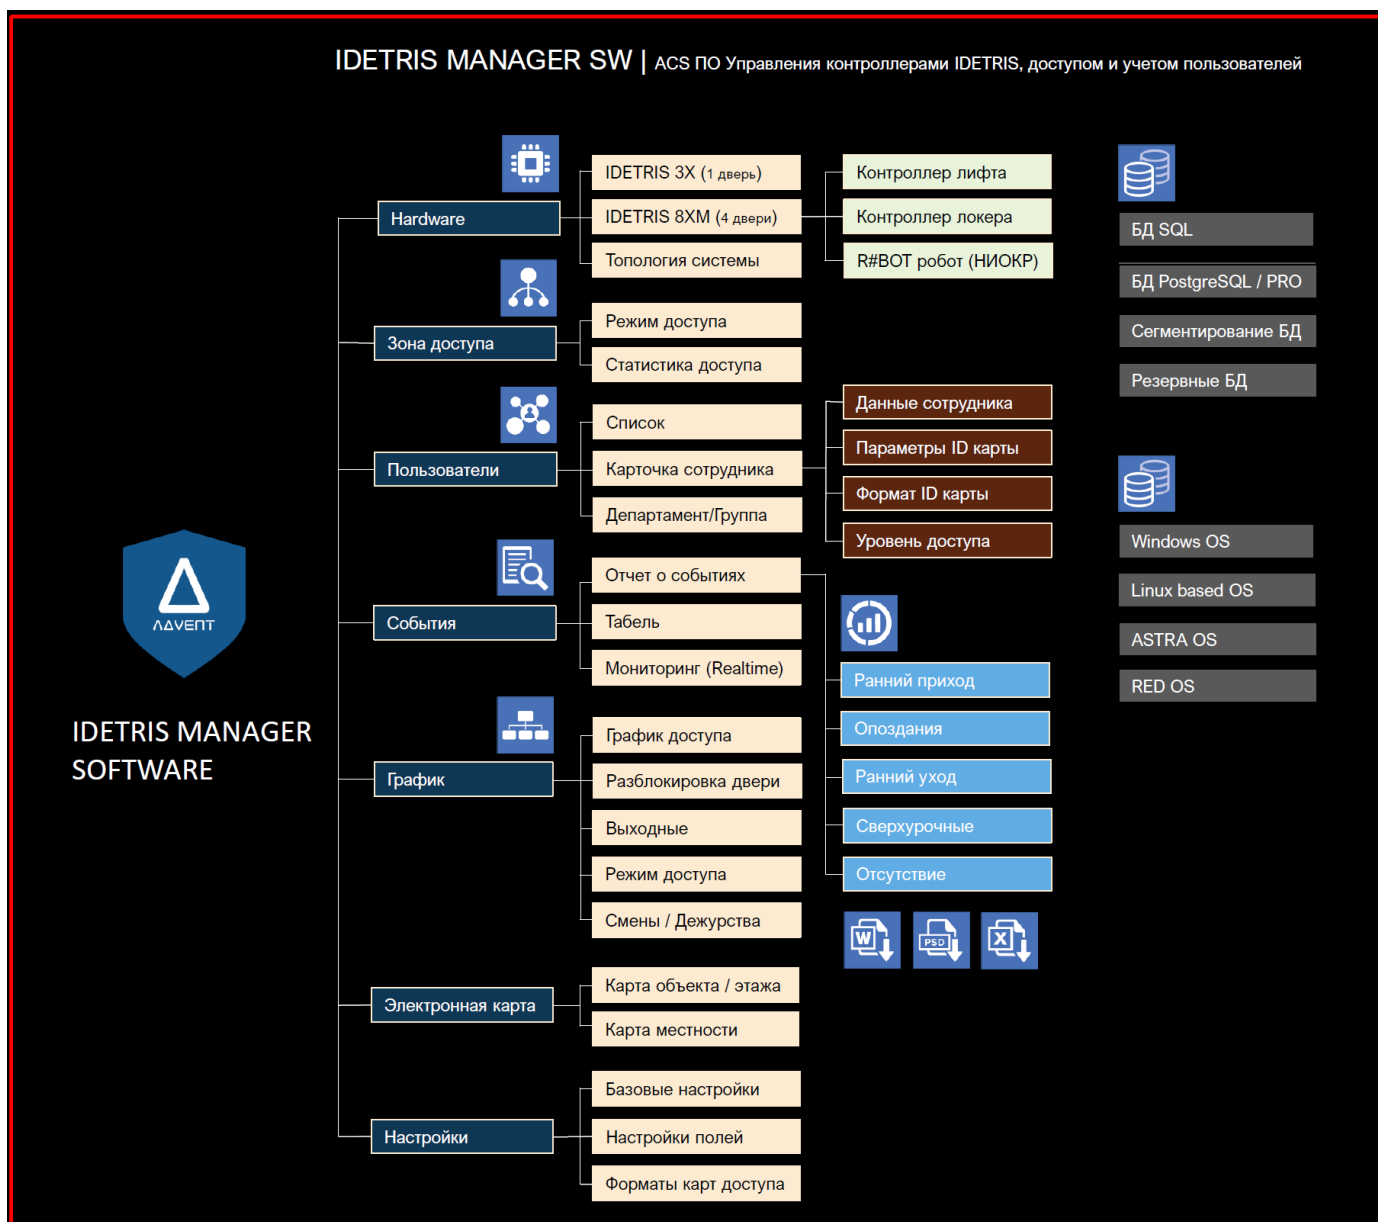 IDETRIS MANAGER SW | ACS ПО Управления контроллерами IDETRIS, доступом и учетом пользователей
Hardware
IDETRIS 3X (1 дверь)
IDETRIS 8XM (4 двери)
Топология системы
Контроллер лифта
Контроллер локера
R#BOT робот (НИОКР)
Зона доступа
Режим доступа
Статистика доступа
Пользователи
Список
Карточка сотрудника
Департамент/Группа
Данные сотрудника
Параметры ID карты
Формат ID карты
Уровень доступа
События
Отчет о событиях
Табель
Мониторинг (Realtime)
Ранний приход
Опоздания
Ранний уход
Сверхурочные
Отсутствие
W
PSD
X
График
График доступа
Разблокировка двери
Выходные
Режим доступа
Смены / Дежурства
Электронная карта
Карта объекта / этажа
Карта местности
Настройки
Базовые настройки
Настройки полей
Форматы карт доступа
БД SQL
БД PostgreSQL / PRO
Сегментирование БД
Резервные БД
Windows OS
Linux based OS
ASTRA OS
RED OS
ΛΔVEПT
IDETRIS MANAGER
SOFTWARE